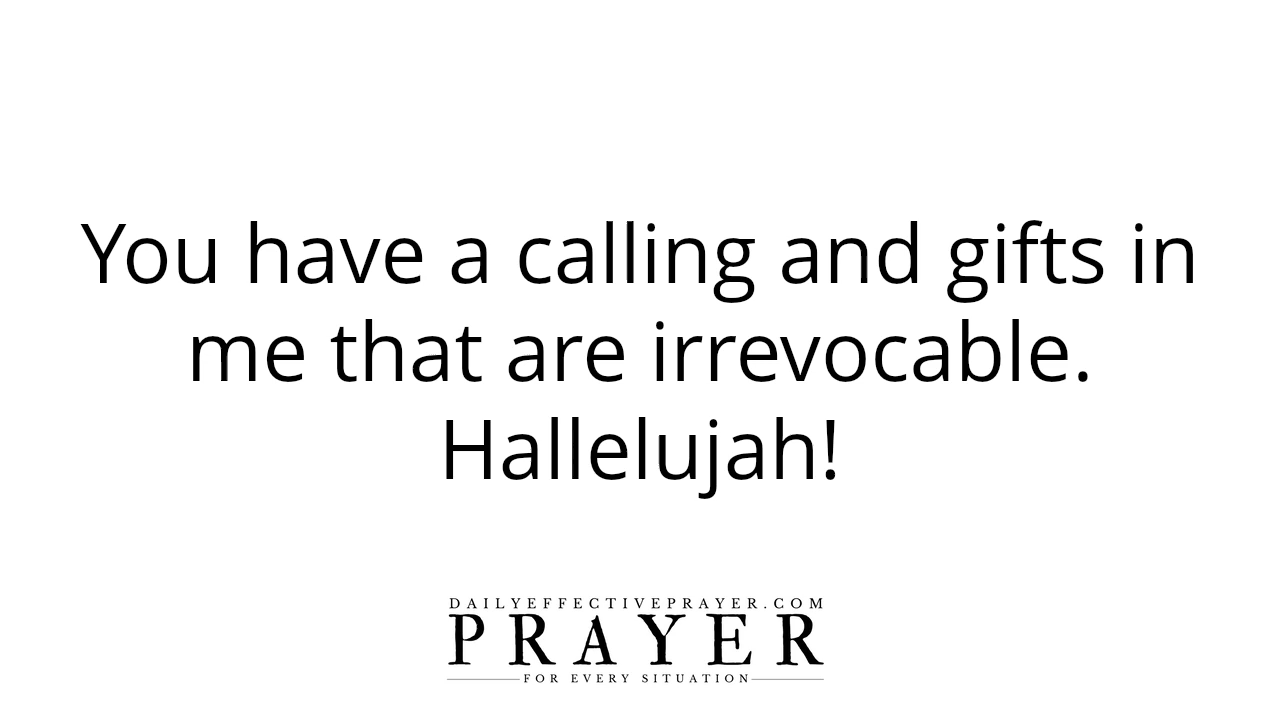 You have a calling and gifts in
me that are irrevocable.
Hallelujah!
DAILYEFFECTIVEPRAYER.COM
PRAYER
FOR EVERY SITUATION